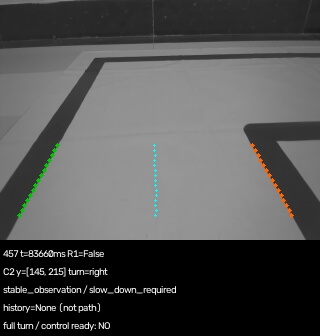 457 t=83660ms R1=False
C2 y=[145, 215] turn=right
stable_observation / slow_down_required
history=None (not path)
full turn / control ready: NO